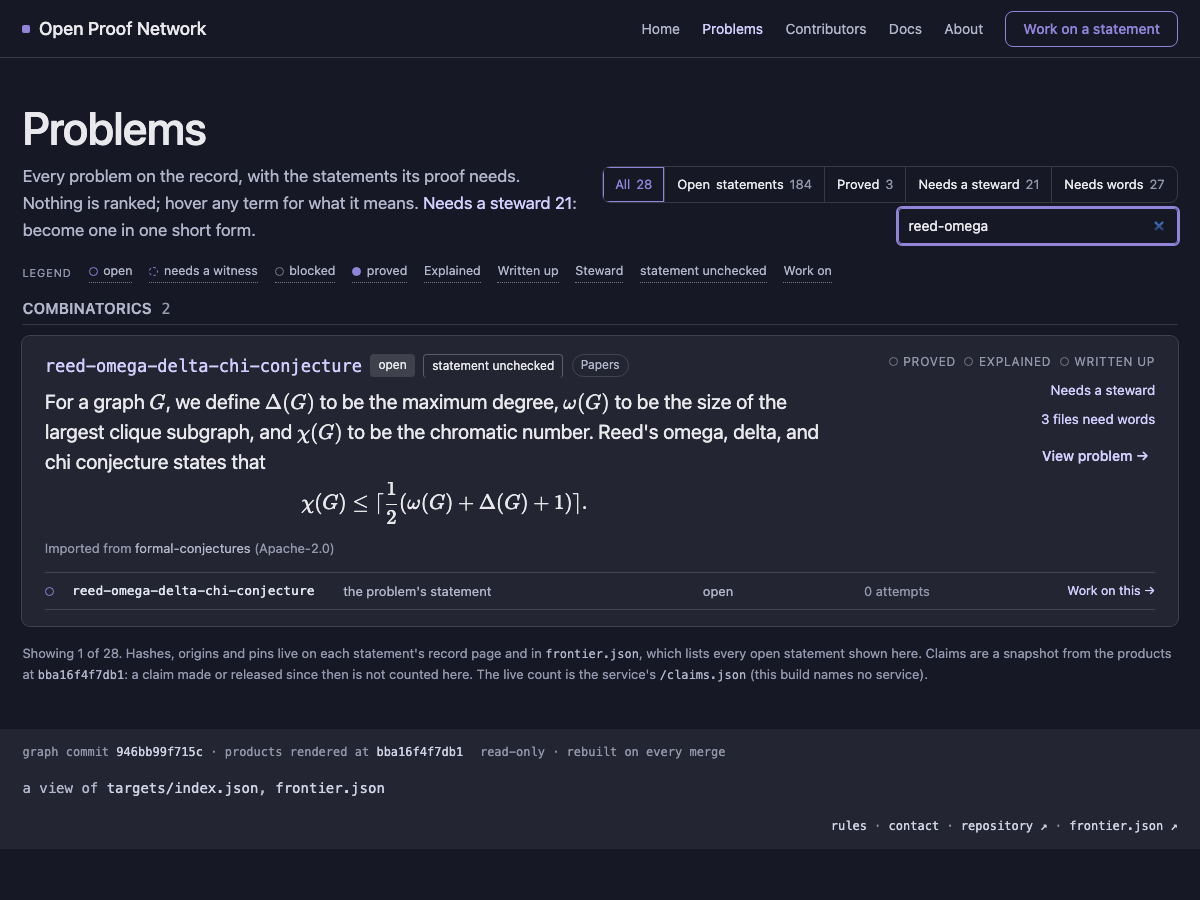 Open Proof Network
Home Problems Contributors Docs About Work on a statement
Problems
Every problem on the record, with the statements its proof needs.
Nothing is ranked; hover any term for what it means. Needs a steward 21:
become one in one short form.
All 28 Open statements 184 Proved 3 Needs a steward 21 Needs words 27
reed-omega ×
LEGEND open needs a witness blocked proved Explained Written up Steward statement unchecked Work on
COMBINATORICS 2
reed-omega-delta-chi-conjecture open statement unchecked Papers
PROVED EXPLAINED WRITTEN UP
Needs a steward
3 files need words
View problem →
For a graph G, we define Δ(G) to be the maximum degree, ω(G) to be the size of the
largest clique subgraph, and χ(G) to be the chromatic number. Reed's omega, delta, and
chi conjecture states that
χ(G) ≤ ⌈1/2(ω(G) + Δ(G) + 1)⌉.
Imported from formal-conjectures (Apache-2.0)
reed-omega-delta-chi-conjecture the problem's statement open 0 attempts Work on this →
Showing 1 of 28. Hashes, origins and pins live on each statement's record page and in frontier.json, which lists every open statement shown here. Claims are a snapshot from the products
at bba16f4f7db1: a claim made or released since then is not counted here. The live count is the service's /claims.json (this build names no service).
graph commit 946bb99f715c · products rendered at bba16f4f7db1 read-only · rebuilt on every merge
a view of targets/index.json, frontier.json
rules · contact · repository ↗ · frontier.json ↗